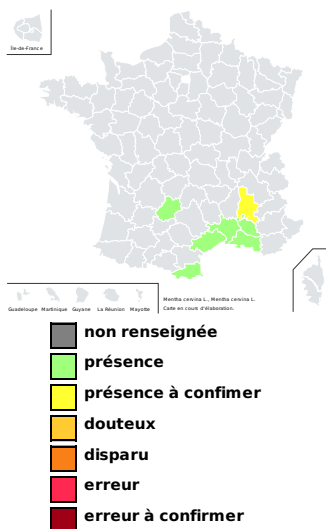 Île-de-France
Guadeloupe Martinique Guyane La Réunion Mayotte
Mentha cervina L., Mentha cervina L.
Carte en cours d'élaboration.
non renseignée
présence
présence à confimer
douteux
disparu
erreur
erreur à confirmer